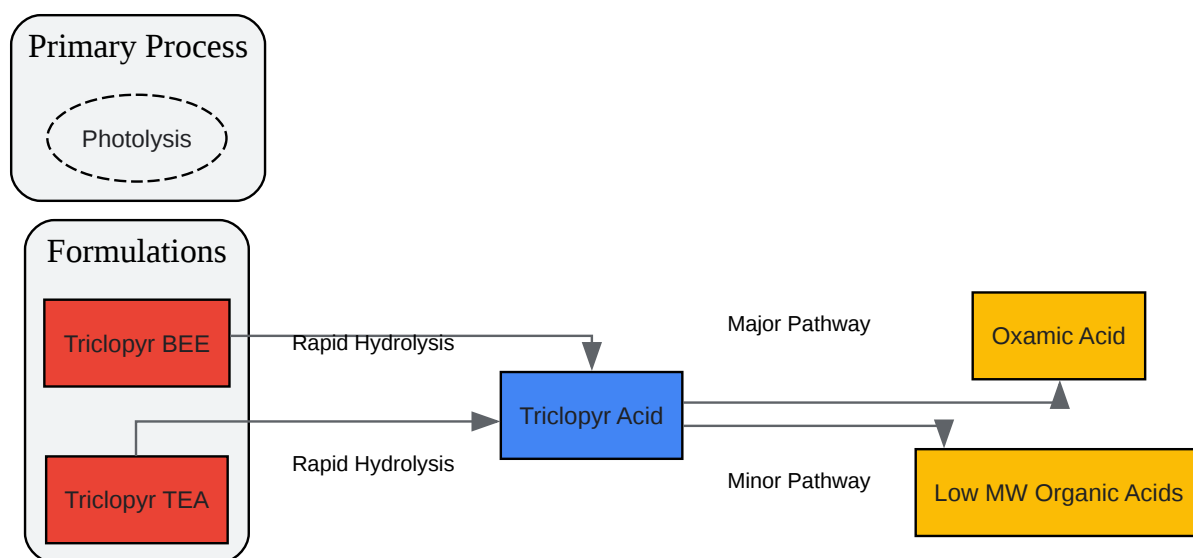 Primary Process
Photolysis
Formulations
Triclopyr BEE
Rapid Hydrolysis
Major Pathway
Oxamic Acid
Triclopyr Acid
Triclopyr TEA
Rapid Hydrolysis
Minor Pathway
Low MW Organic Acids